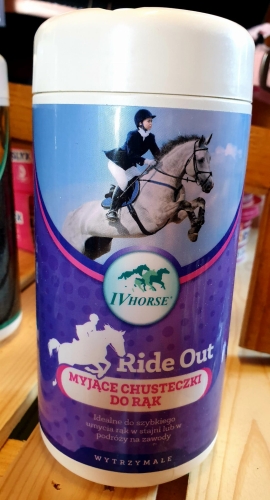 IVHORSE®
Ride Out
MYJĄCE CHUSTECZKI
DO RĄK
Idealne do szybkiego
umycia rąk w stajni lub w
podróży na zawody
WYTRZYMAŁE